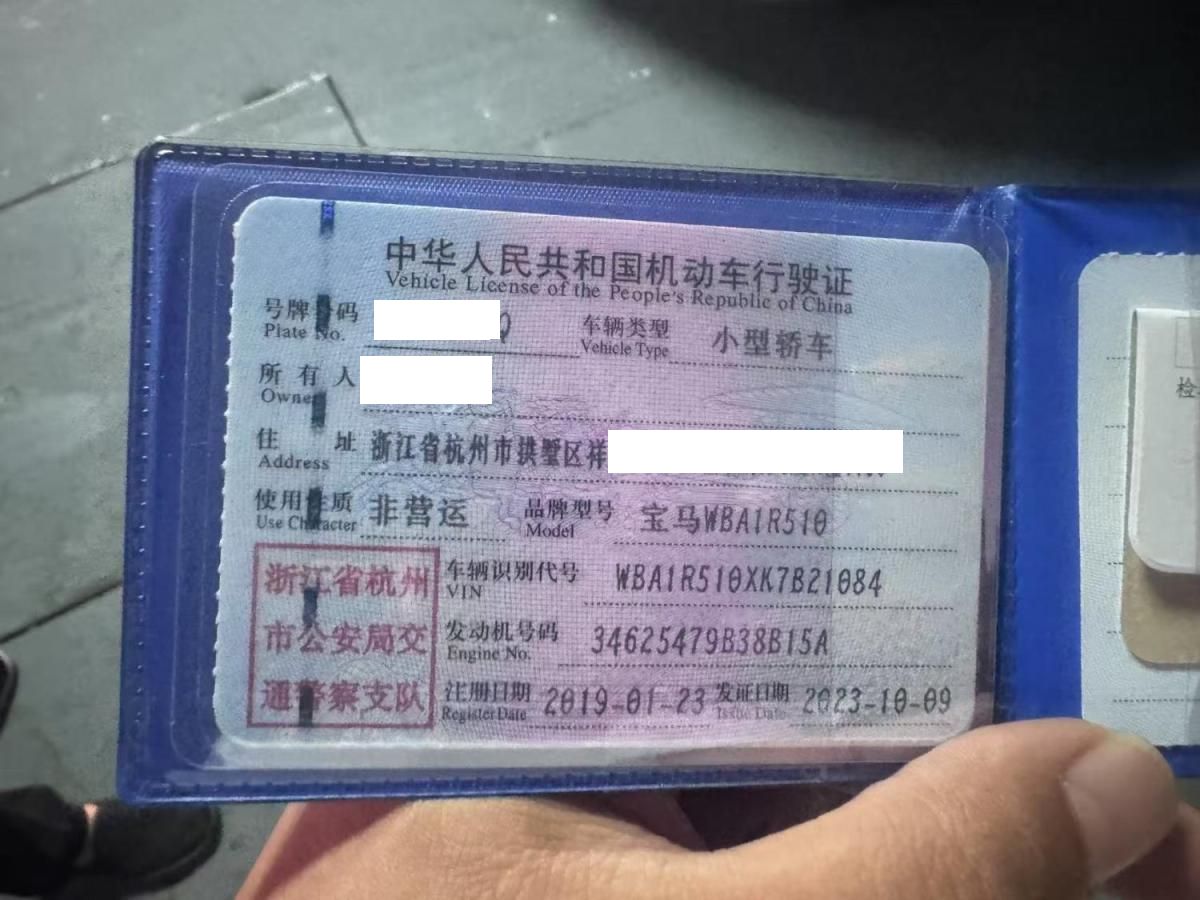 中华人民共和国机动车行驶证
Vehicle License of the People's Republic of China
号牌号码 车辆类型 小型轿车
Plate No. Vehicle Type
所有人
Owner
住址 浙江省杭州市拱墅区祥
Address
使用性质 非营运 品牌型号 宝马WBA1R510
Use Character Model
浙江省杭州
市公安局交
通警察支队
车辆识别代号 WBA1R510XK7B21084
VIN
发动机号码 34625479B38B15A
Engine No.
注册日期 2019-01-23 发证日期 2023-10-09
Register Date Issue Date
检